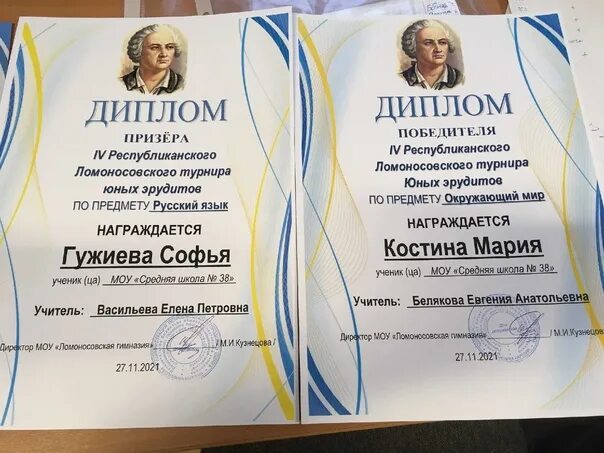 ДИПЛОМ
ПРИЗЁРА
IV Республиканского
Ломоносовского турнира
юных эрудитов
ПО ПРЕДМЕТУ Русский язык
НАГРАЖДАЕТСЯ
Гужиева Софья
ученик (ца) МОУ «Средняя школа № 38»
Учитель: Васильева Елена Петровна
Директор МОУ «Ломоносовская гимназия» / М.И.Кузнецова /
27.11.2021
ДИПЛОМ
ПОБЕДИТЕЛЯ
IV Республиканского
Ломоносовского турнира
Юных эрудитов
ПО ПРЕДМЕТУ Окружающий мир
НАГРАЖДАЕТСЯ
Костина Мария
ученик (ца) МОУ «Средняя школа № 38»
Учитель: Белякова Евгения Анатольевна
Директор МОУ «Ломоносовская гимназия» / М.И.Кузнец
27.11.2021